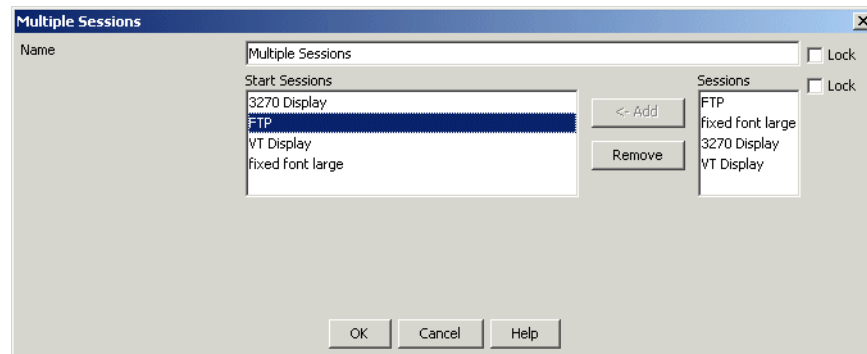 Multiple Sessions
Name
Multiple Sessions
Lock
Start Sessions
3270 Display
FTP
VT Display
fixed font large
<- Add
Remove
Sessions
FTP
fixed font large
3270 Display
VT Display
Lock
OK
Cancel
Help